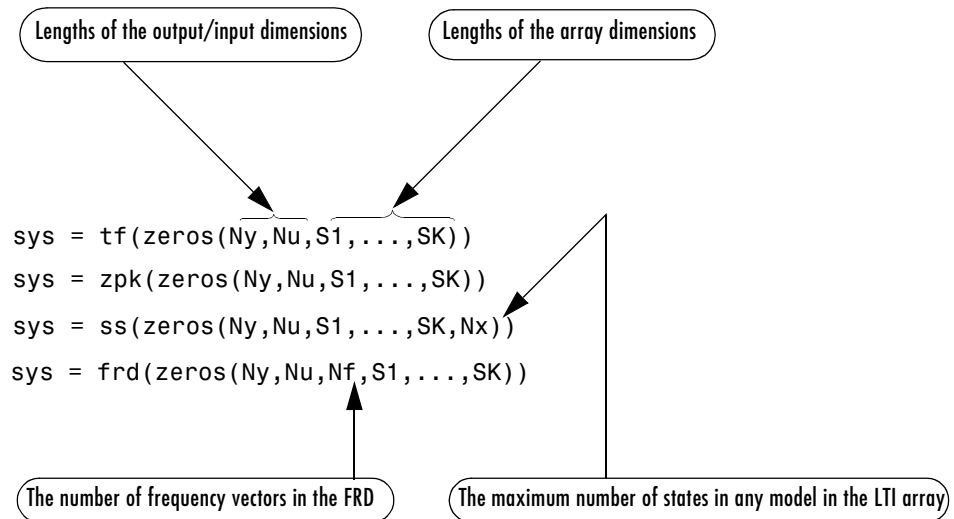 Lengths of the output/input dimensions
Lengths of the array dimensions
sys = tf(zeros(Ny,Nu,S1,...,SK))
sys = zpk(zeros(Ny,Nu,S1,...,SK))
sys = ss(zeros(Ny,Nu,S1,...,SK,Nx))
sys = frd(zeros(Ny,Nu,Nf,S1,...,SK))
The number of frequency vectors in the FRD
The maximum number of states in any model in the LTI array